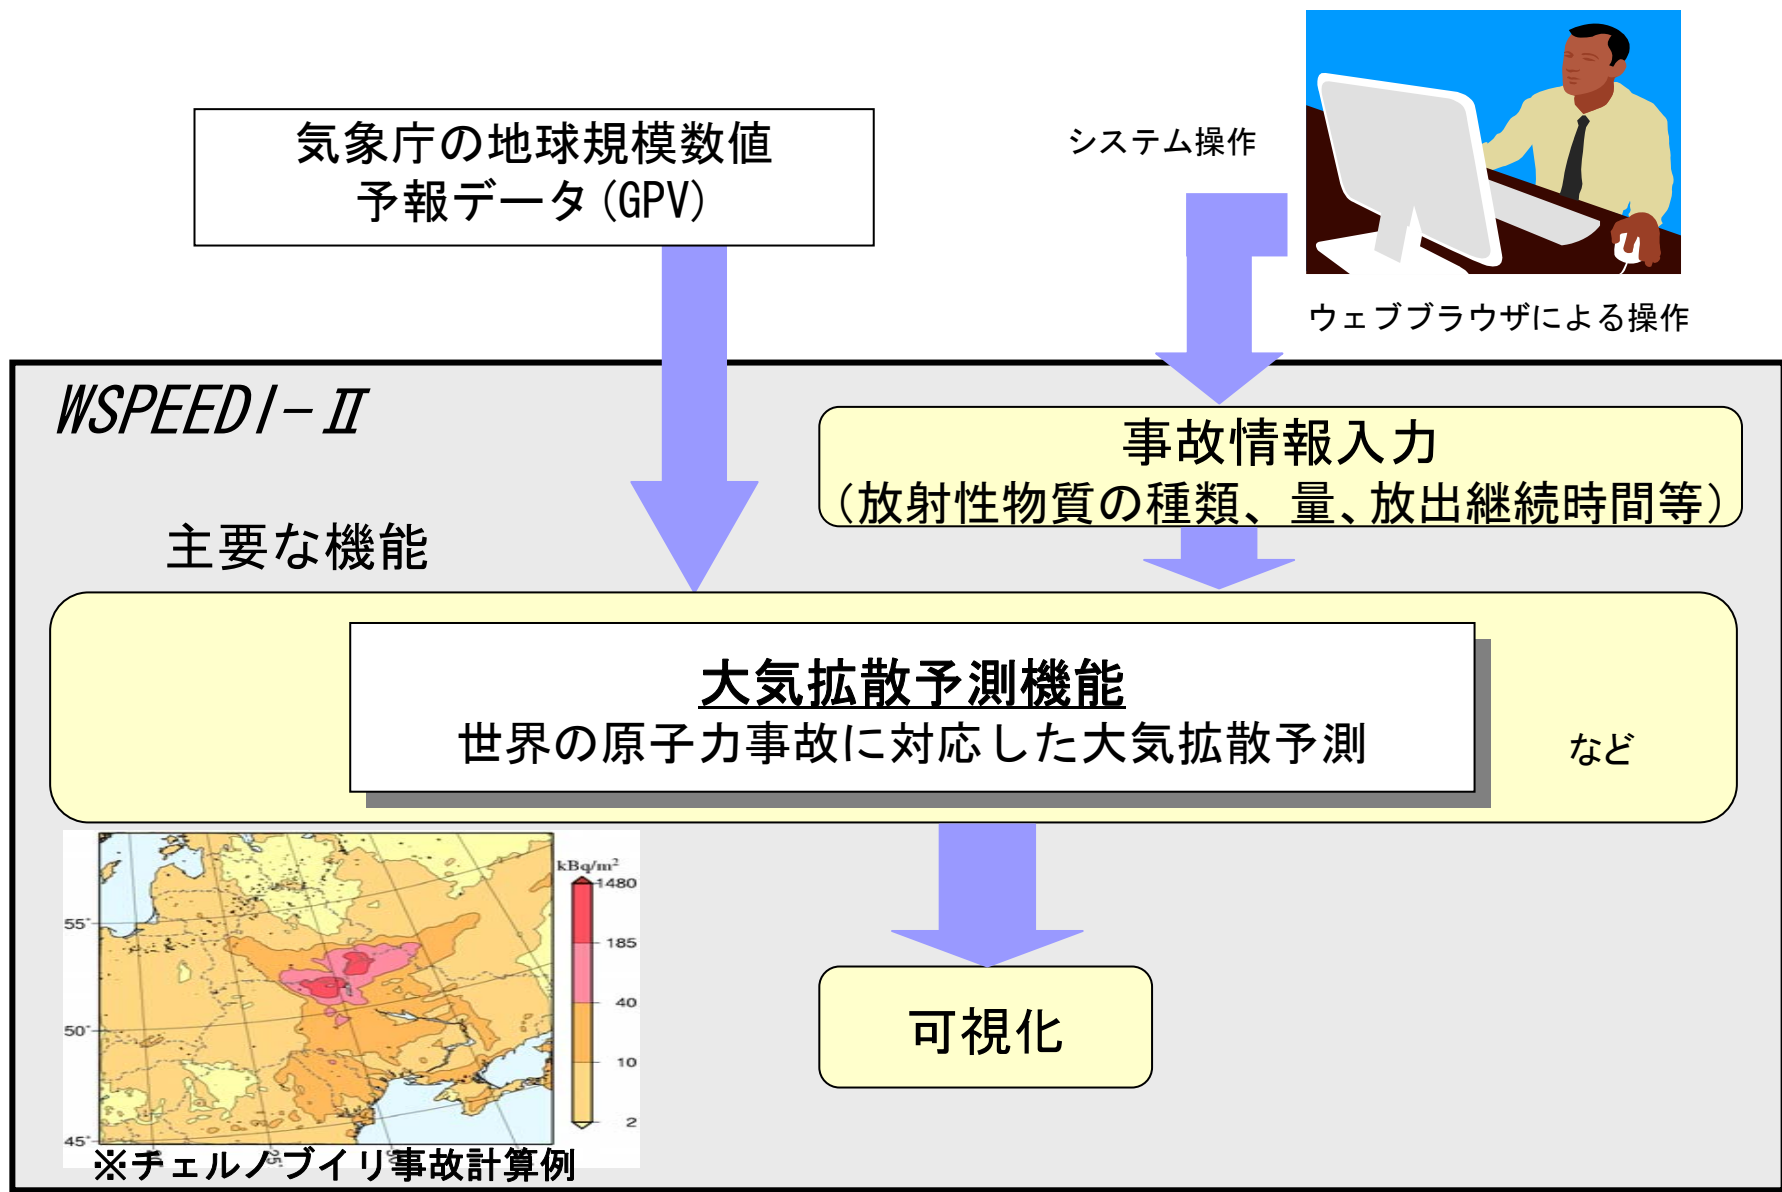 気象庁の地球規模数値
予報データ(GPV)
システム操作
ウェブブラウザによる操作
WSPEEDI-Ⅱ
事故情報入力
(放射性物質の種類、量、放出継続時間等)
主要な機能
大気拡散予測機能
世界の原子力事故に対応した大気拡散予測
など
kBq/m²
1480
185
40
10
2
55°
50°
45°
25°
※チェルノブイリ事故計算例
可視化